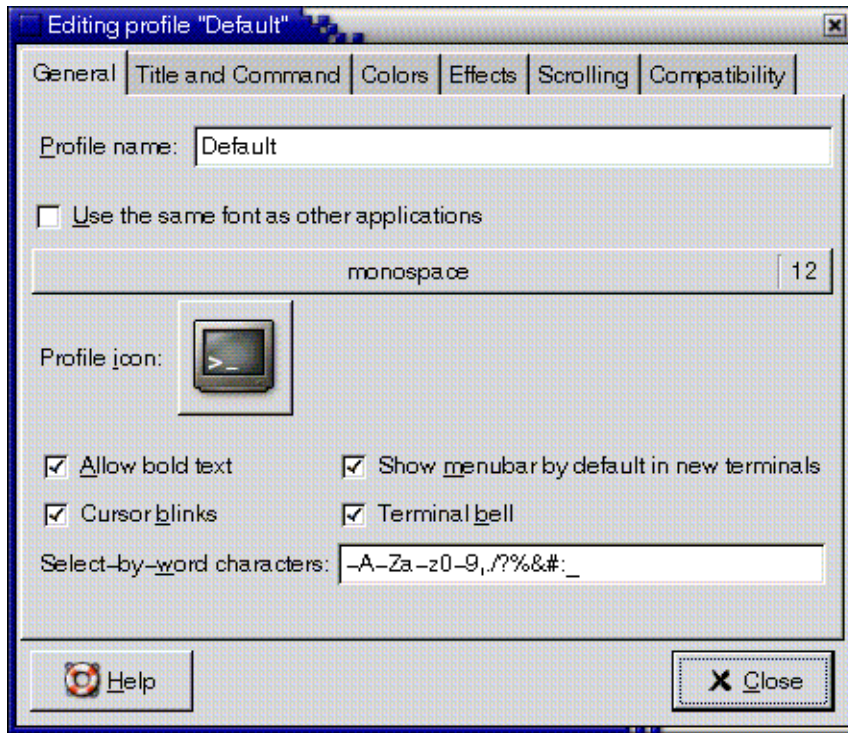 Editing profile "Default"
General Title and Command Colors Effects Scrolling Compatibility
Profile name: Default
Use the same font as other applications
monospace 12
Profile icon: >_
Allow bold text Show menubar by default in new terminals
Cursor blinks Terminal bell
Select-by-word characters: -A-Za-z0-9,./?%&#:_
Help Close